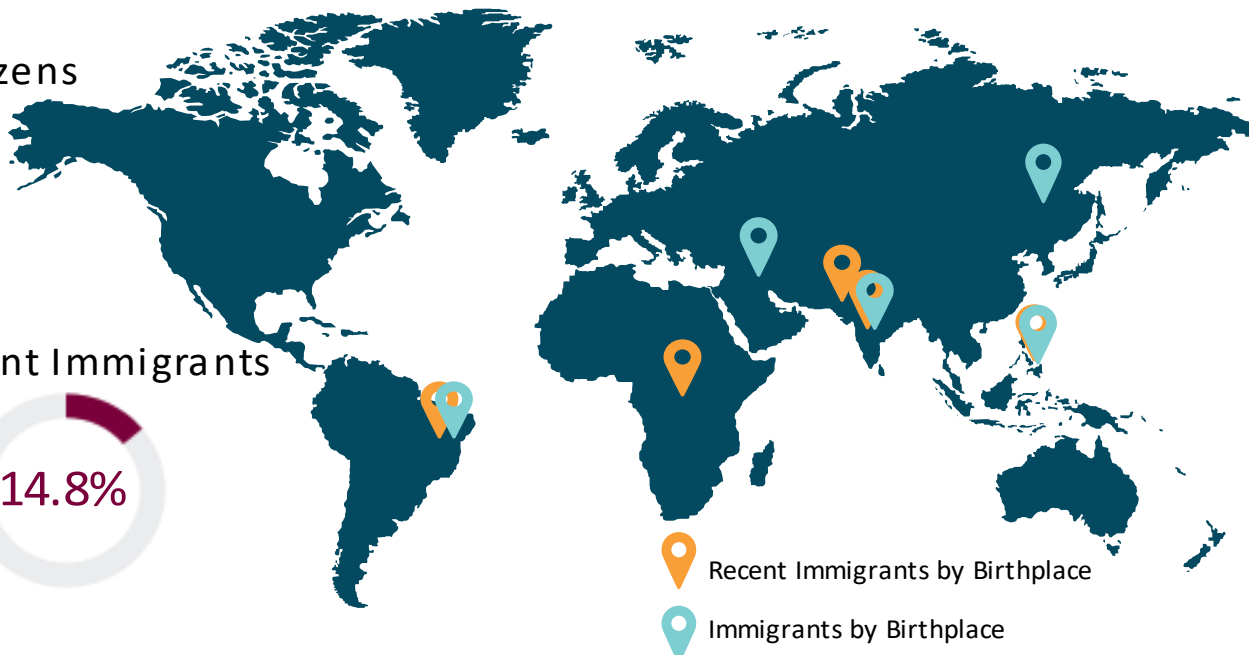 zens
nt Immigrants
14.8%
Recent Immigrants by Birthplace
Immigrants by Birthplace